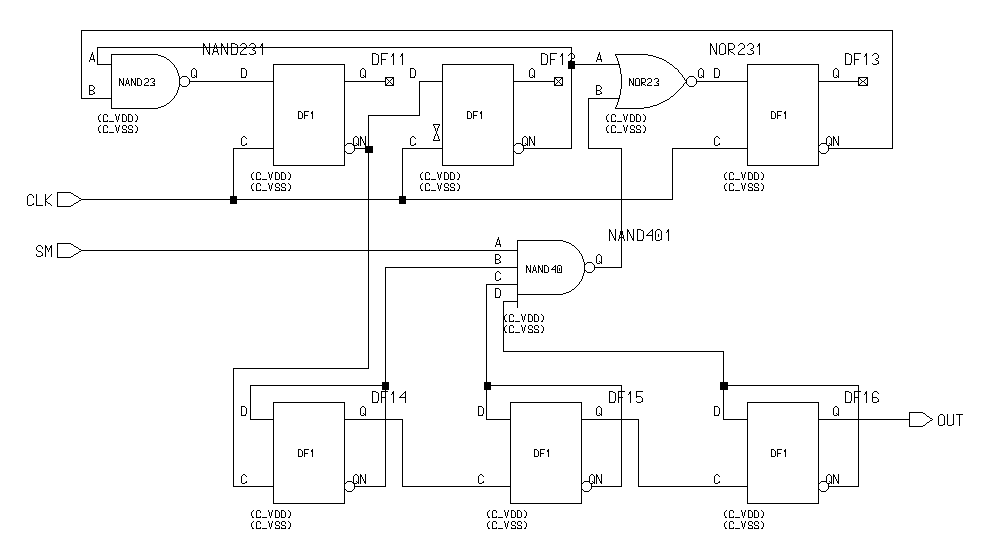 NAND231 DF11 DF12 NOR231 DF13
A Q D Q D Q A Q D Q
NAND23 NOR23
B B
DF1 DF1 DF1
(C_VDD) (C_VDD)
(C_VSS) (C_VSS)
C QN C QN C QN
(C_VDD) (C_VDD) (C_VDD)
(C_VSS) (C_VSS) (C_VSS)
CLK
NAND401
SM A
B Q
NAND40
C
D
(C_VDD)
(C_VSS)
DF14 DF15 DF16
D Q D Q D Q OUT
DF1 DF1 DF1
C QN C QN C QN
(C_VDD) (C_VDD) (C_VDD)
(C_VSS) (C_VSS) (C_VSS)